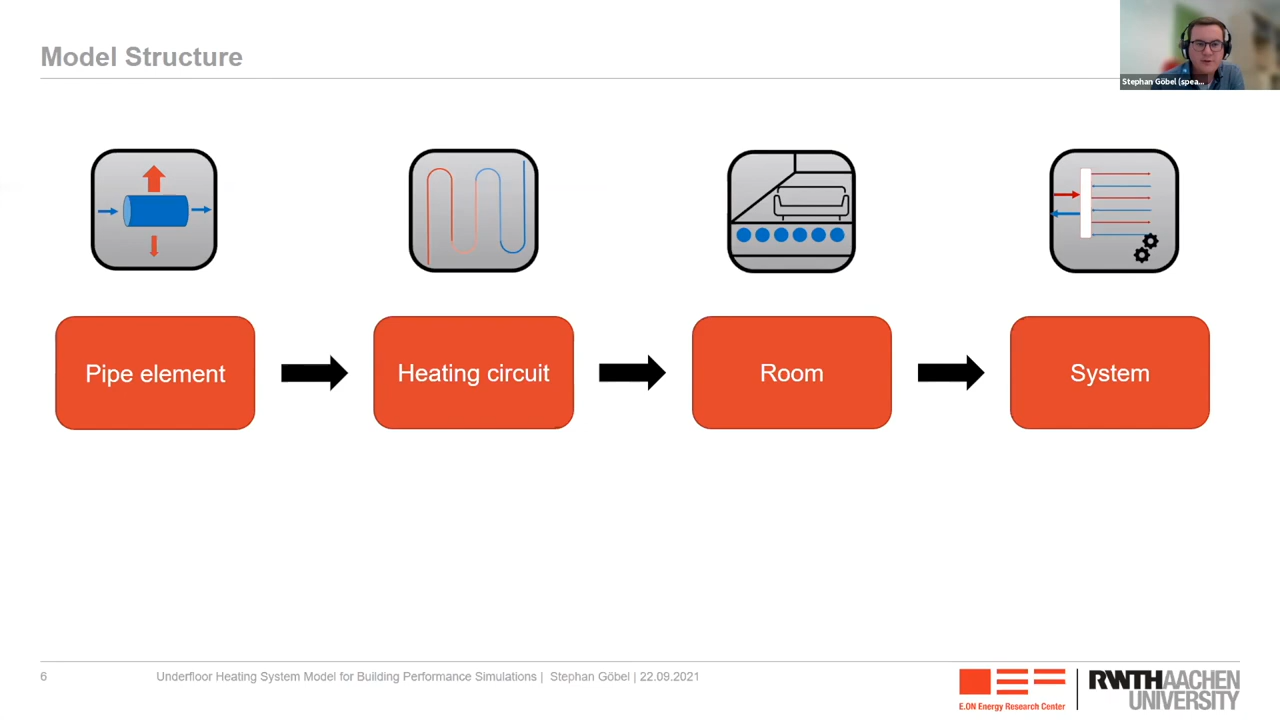 Model Structure
Stephan Göbel (spea...
Pipe element
Heating circuit
Room
System
6
Underfloor Heating System Model for Building Performance Simulations | Stephan Göbel | 22.09.2021
E.ON Energy Research Center
RWTHAACHEN
UNIVERSITY